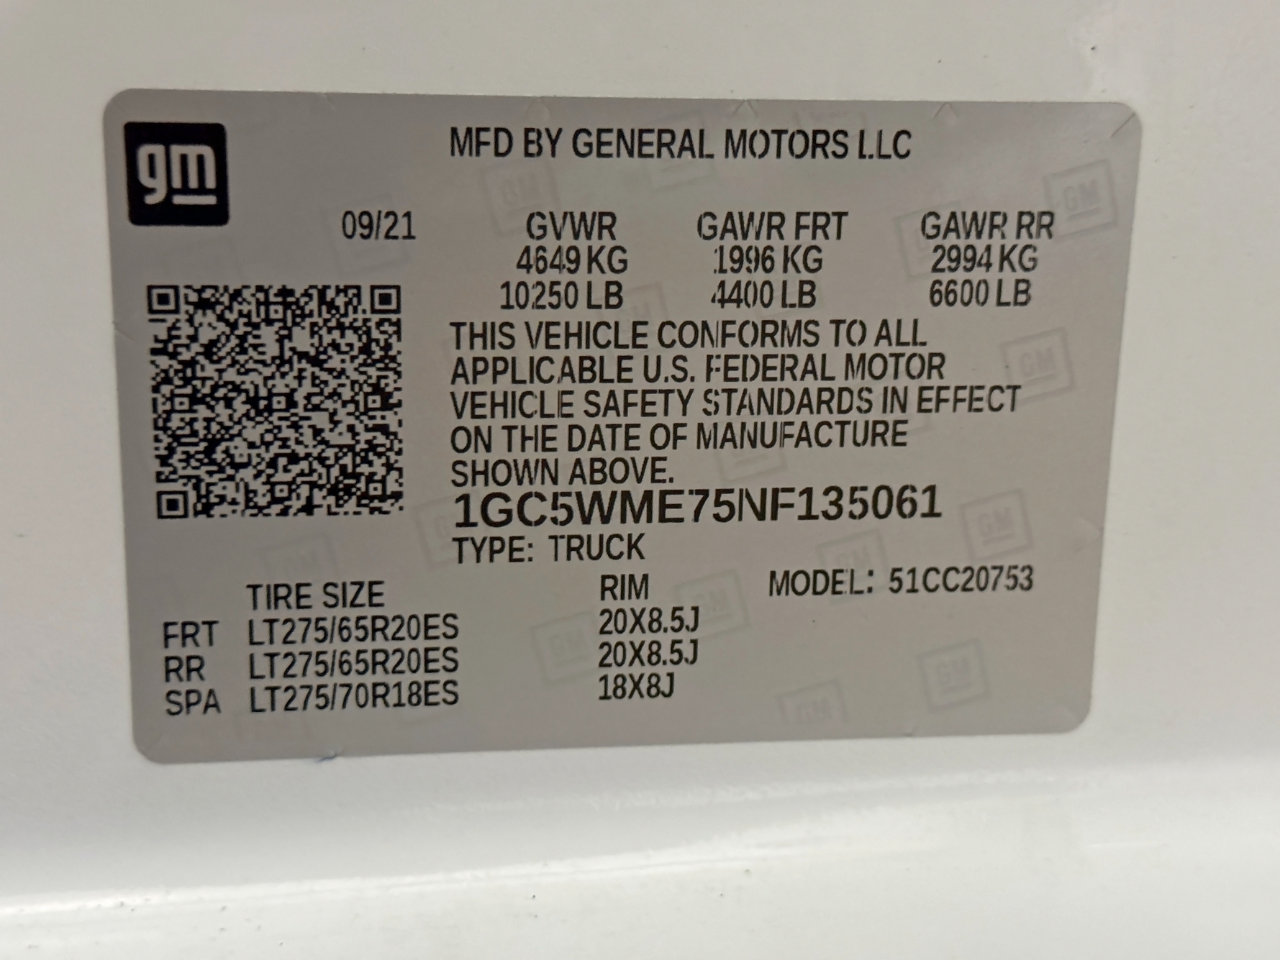 gm
MFD BY GENERAL MOTORS LLC
09/21 GVWR GAWR FRT GAWR RR
4649 KG 1996 KG 2994 KG
10250 LB 4400 LB 6600 LB
THIS VEHICLE CONFORMS TO ALL
APPLICABLE U.S. FEDERAL MOTOR
VEHICLE SAFETY STANDARDS IN EFFECT
ON THE DATE OF MANUFACTURE
SHOWN ABOVE.
1GC5WME75NF135061
TYPE: TRUCK
TIRE SIZE RIM MODEL: 51CC20753
FRT LT275/65R20ES 20X8.5J
RR LT275/65R20ES 20X8.5J
SPA LT275/70R18ES 18X8J